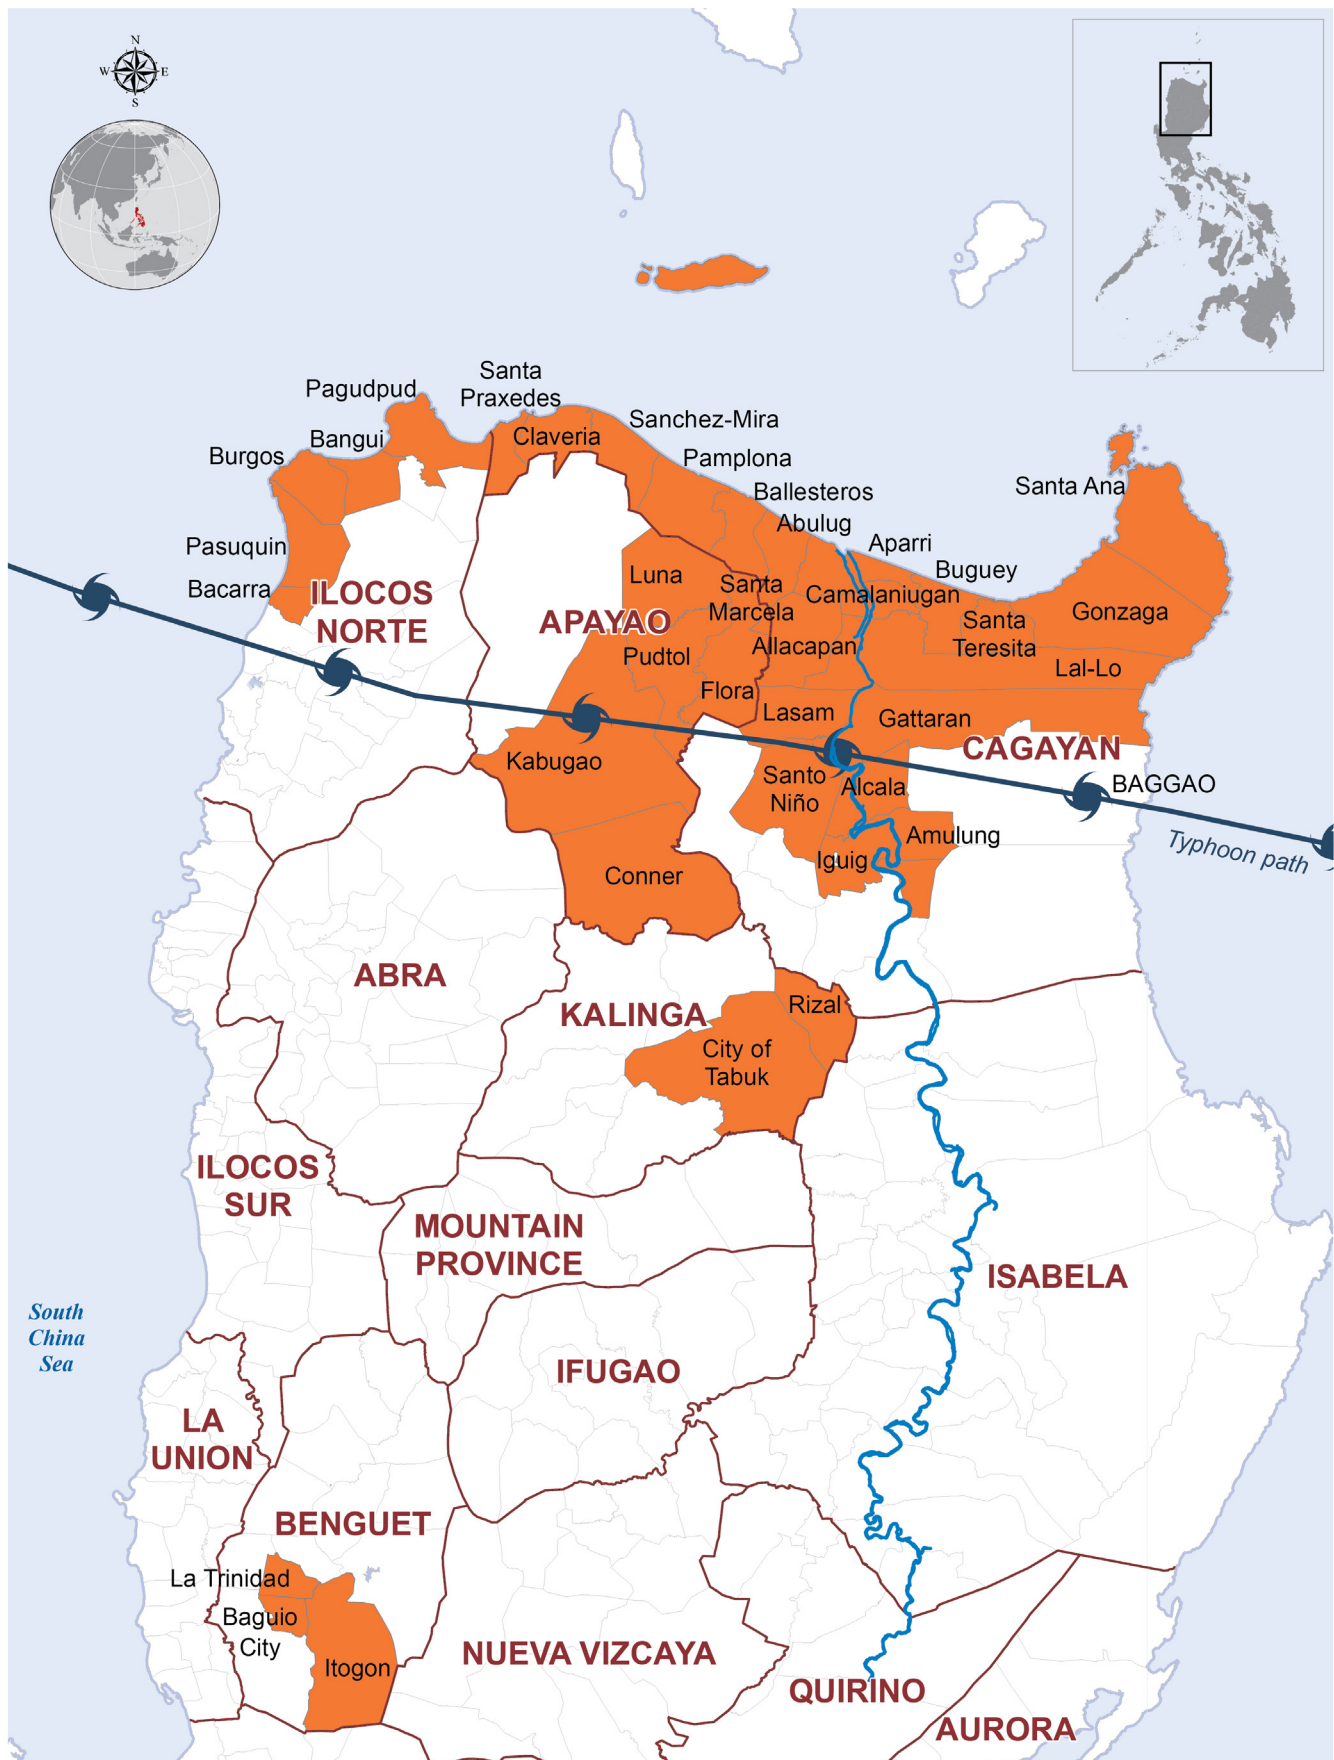 N
W
E
S
Santa
Praxedes
Pagudpud
Sanchez-Mira
Claveria
Bangui
Burgos
Pamplona
Santa Ana
Ballesteros
Abulug
Aparri
Pasuquin
Buguey
Luna
Bacarra
Santa
Marcela
Camalaniugan
ILOCOS
NORTE
APAYAO
Gonzaga
Santa
Teresita
Allacapan
Pudtol
Lal-Lo
Flora
Lasam
Gattaran
CAGAYAN
Kabugao
Santo
Niño
Alcala
BAGGAO
Amulung
Typhoon path
Iguig
Conner
ABRA
KALINGA
Rizal
City of
Tabuk
ILOCOS
SUR
MOUNTAIN
PROVINCE
ISABELA
South
China
Sea
IFUGAO
LA
UNION
BENGUET
La Trinidad
Baguio
City
Itogon
NUEVA VIZCAYA
QUIRINO
AURORA